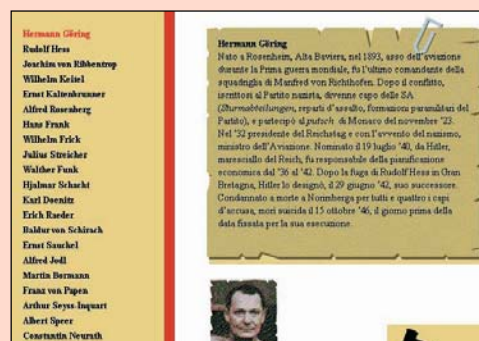 Hermann Göring
Rudolf Hess
Joachim von Ribbentrop
Wilhelm Keitel
Ernst Kaltenbrunner
Alfred Rosenberg
Hans Frank
Wilhelm Frick
Julius Streicher
Walther Funk
Hjalmar Schacht
Karl Doenitz
Erich Raeder
Baldur von Schirach
Ernst Sauckel
Alfred Jodl
Martin Bormann
Franz von Papen
Arthur Seyss-Inquart
Albert Speer
Constantin Neurath
Hermann Göring
Nato a Rosenheim, Alta Baviera, nel 1893, asso dell'aviazione
durante la Prima guerra mondiale, fu l'ultimo comandante della
squadriglia di Manfred von Richthofen. Dopo il conflitto,
iscrittosi al Partito nazista, devenne capo delle SA
(Sturmabteilungen, reparti d'assalto, formazioni paramilitari del
Partito), e partecipò al putsch di Monaco del novembre '23.
Nel '32 presidente del Reichstag e con l'avvento del nazismo,
ministro dell'Aviazione. Nominato il 19 luglio '40, da Hitler,
maresciallo del Reich, fu responsabile della pianificazione
economica dal '36 al '42. Dopo la fuga di Rudolf Hess in Gran
Bretagna, Hitler lo designò, il 29 giugno '42, suo successore.
Condannato a morte a Norimberga per tutti e quattro i capi
d'accusa, morì suicida il 15 ottobre '46, il giorno prima della
data fissata per la sua esecuzione.